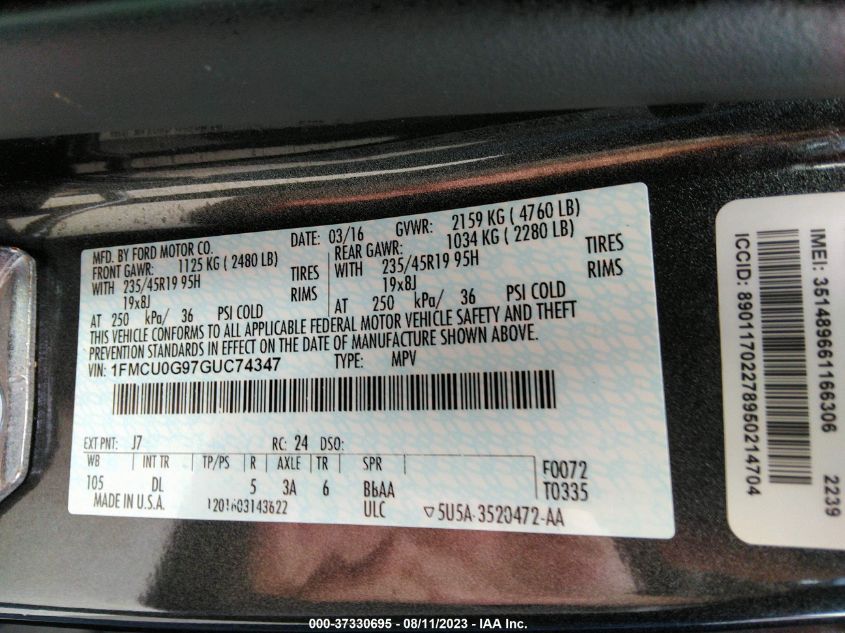 MFD. BY FORD MOTOR CO.
DATE: 03/16 GVWR: 2159 KG ( 4760 LB)
FRONT GAWR: 1125 KG ( 2480 LB)
REAR GAWR: 1034 KG ( 2280 LB)
WITH 235/45R19 95H TIRES
WITH 235/45R19 95H TIRES
19x8J RIMS
19x8J RIMS
AT 250 kPa/ 36 PSI COLD
AT 250 kPa/ 36 PSI COLD
THIS VEHICLE CONFORMS TO ALL APPLICABLE FEDERAL MOTOR VEHICLE SAFETY AND THEFT
PREVENTION STANDARDS IN EFFECT ON THE DATE OF MANUFACTURE SHOWN ABOVE.
VIN: 1FMCU0G97GUC74347 TYPE: MPV
EXT PNT: J7 RC: 24 DSO:
WB INT TR TP/PS R AXLE TR SPR
105 DL 5 3A 6 BBAA
F0072
T0335
MADE IN U.S.A. 1201603143622 ULC ▽5U5A-3520472-AA
IMEI: 351489661166306 2239
ICCID: 89011702278950214704
000-37330695 - 08/11/2023 - IAA Inc.